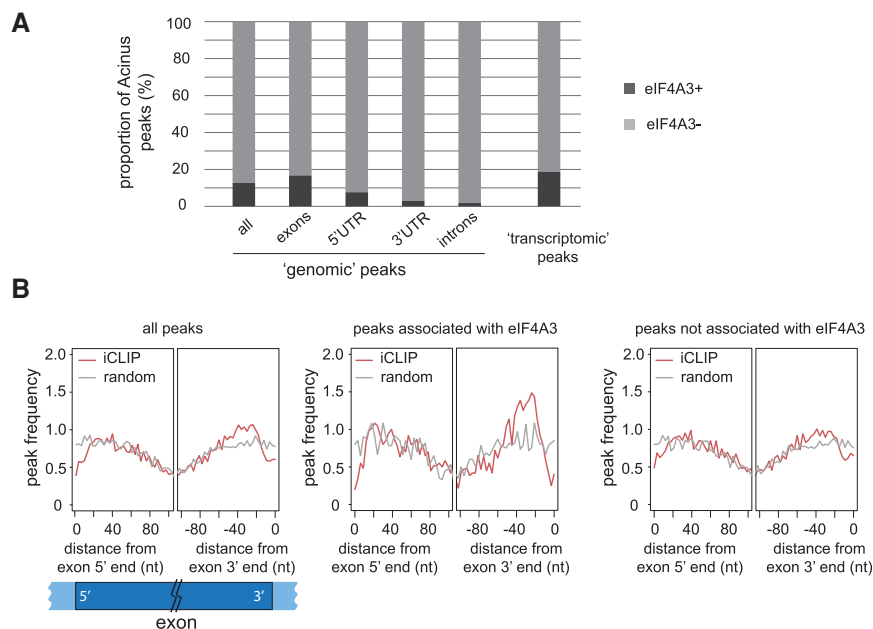 A
proportion of Acinus
peaks (%)
100
80
60
40
20
0
all
exons
5'UTR
3'UTR
introns
'genomic' peaks
'transcriptomic'
peaks
eIF4A3+
eIF4A3-
B
all peaks
peak frequency
2.0
1.5
1.0
0.5
0
iCLIP
random
0 40 80
-80 -40 0
distance from
exon 5' end (nt)
distance from
exon 3' end (nt)
5'
3'
exon
peaks associated with eIF4A3
peak frequency
2.0
1.5
1.0
0.5
0
iCLIP
random
0 40 80
-80 -40 0
distance from
exon 5' end (nt)
distance from
exon 3' end (nt)
peaks not associated with eIF4A3
peak frequency
2.0
1.5
1.0
0.5
0
iCLIP
random
0 40 80
-80 -40 0
distance from
exon 5' end (nt)
distance from
exon 3' end (nt)